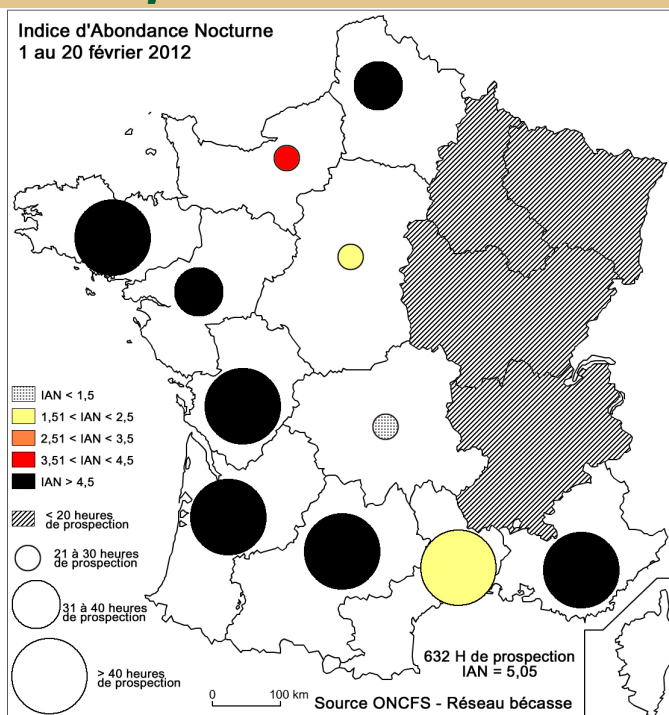 Indice d'Abondance Nocturne
1 au 20 février 2012
IAN < 1,5
1,51 < IAN < 2,5
2,51 < IAN < 3,5
3,51 < IAN < 4,5
IAN > 4,5
< 20 heures
de prospection
21 à 30 heures
de prospection
31 à 40 heures
de prospection
> 40 heures
de prospection
632 H de prospection
IAN = 5,05
0 100 km
Source ONCFS - Réseau bécasse